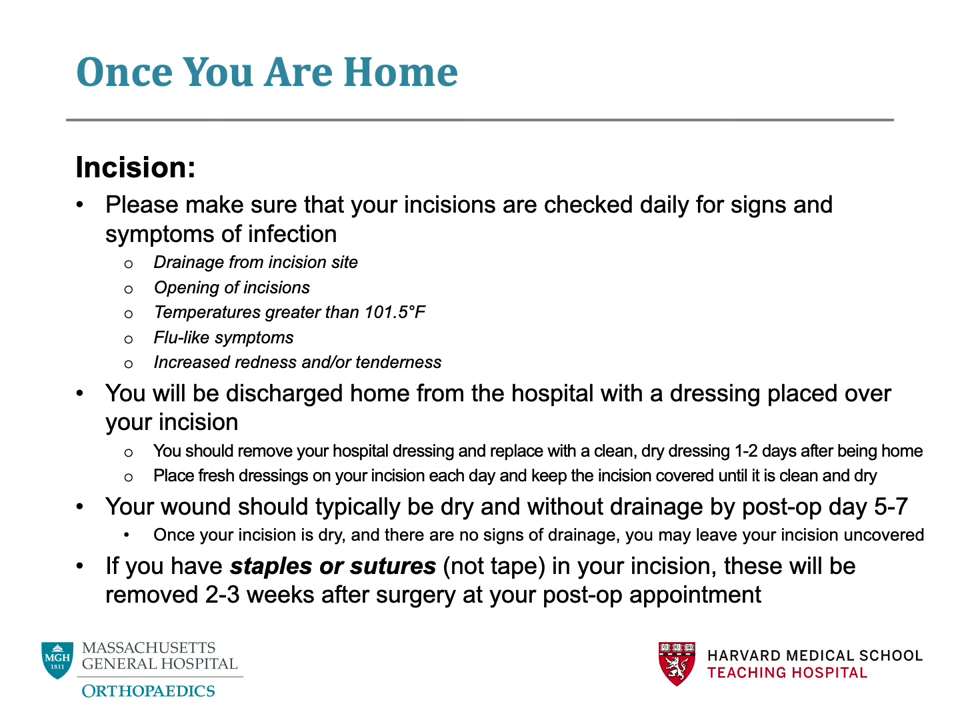 Once You Are Home
Incision:
• Please make sure that your incisions are checked daily for signs and
symptoms of infection
o Drainage from incision site
o Opening of incisions
o Temperatures greater than 101.5°F
o Flu-like symptoms
o Increased redness and/or tenderness
• You will be discharged home from the hospital with a dressing placed over
your incision
o You should remove your hospital dressing and replace with a clean, dry dressing 1-2 days after being home
o Place fresh dressings on your incision each day and keep the incision covered until it is clean and dry
• Your wound should typically be dry and without drainage by post-op day 5-7
• Once your incision is dry, and there are no signs of drainage, you may leave your incision uncovered
• If you have staples or sutures (not tape) in your incision, these will be
removed 2-3 weeks after surgery at your post-op appointment
MGH
1811
MASSACHUSETTS
GENERAL HOSPITAL
ORTHOPAEDICS
HARVARD MEDICAL SCHOOL
TEACHING HOSPITAL